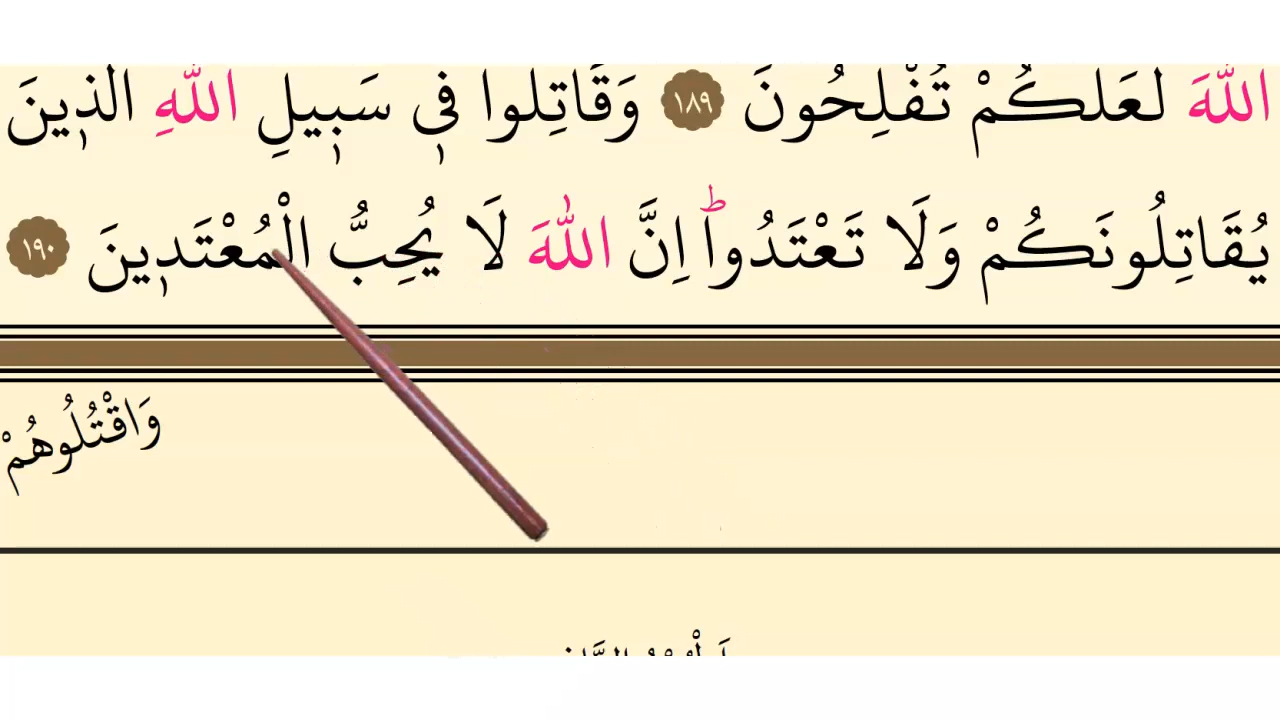 اللّٰهَ لَعَلَّكُمْ تُفْلِحُونَ ﴿١٨٩﴾ وَقَاتِلُوا فٖي سَبٖيلِ اللّٰهِ الَّذٖينَ
يُقَاتِلُونَكُمْ وَلَا تَعْتَدُواؕ اِنَّ اللّٰهَ لَا يُحِبُّ الْمُعْتَدٖينَ ﴿١٩٠﴾
وَاقْتُلُوهُمْ